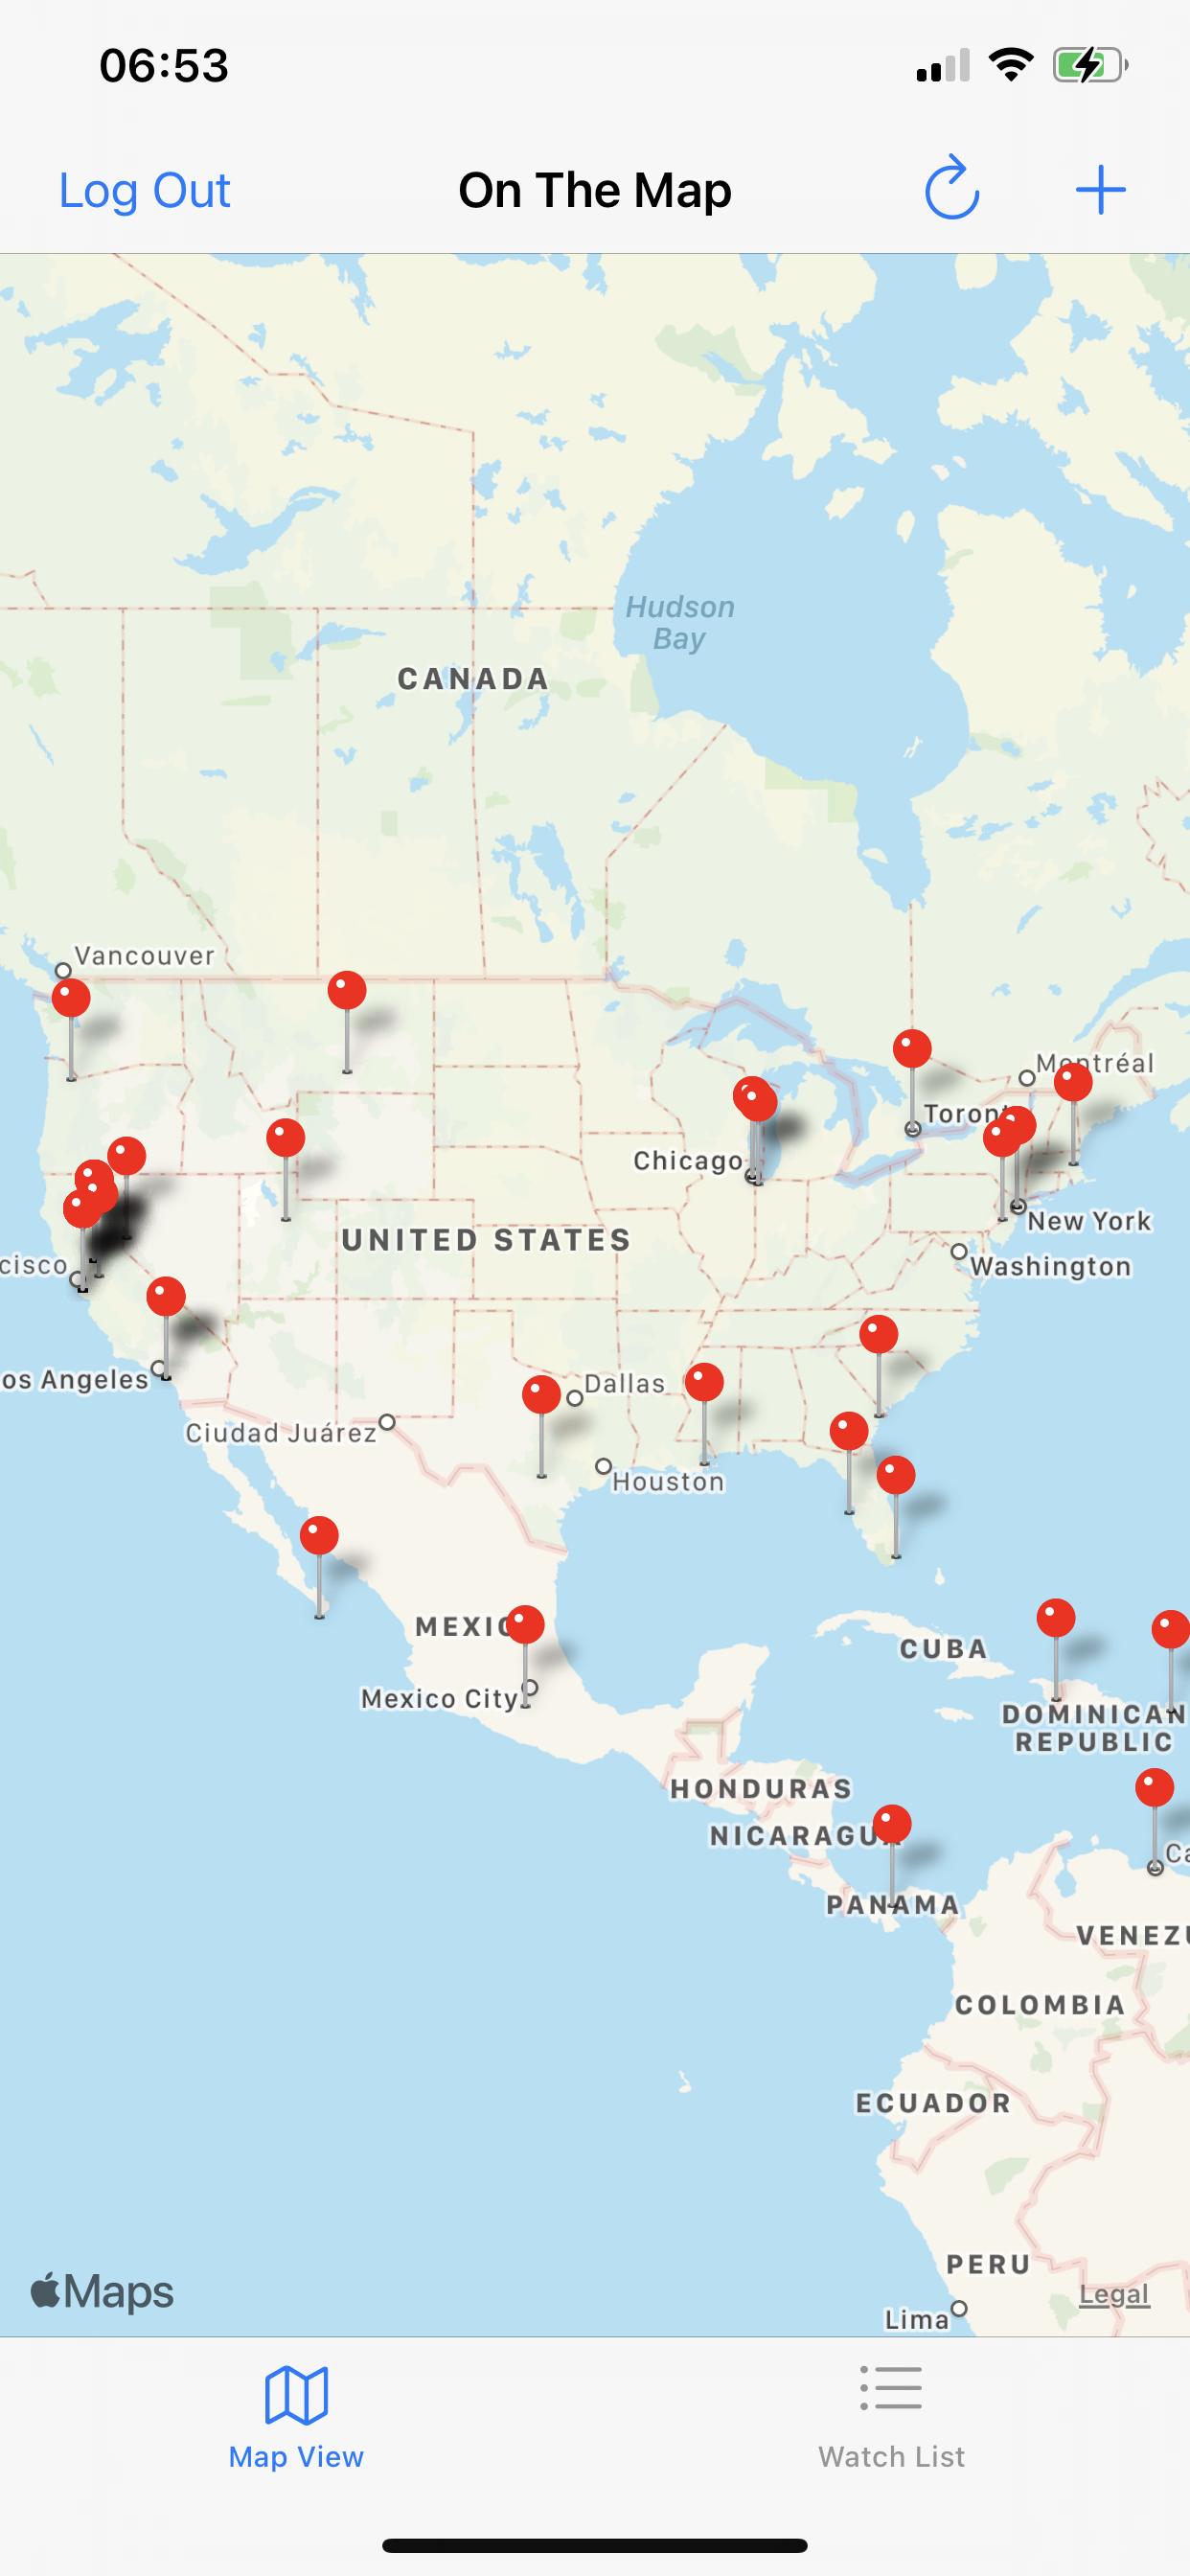 06:53
Log Out
On The Map
Hudson
Bay
CANADA
Vancouver
Montréal
Toront
Chicago
New York
UNITED STATES
Washington
cisco
os Angeles
Dallas
Ciudad Juárez
Houston
MEXIC
CUBA
Mexico City
DOMINICAN
REPUBLIC
HONDURAS
NICARAGUA
Ca
PANAMA
VENEZU
COLOMBIA
ECUADOR
PERU
Maps
Legal
Lima
Map View
Watch List